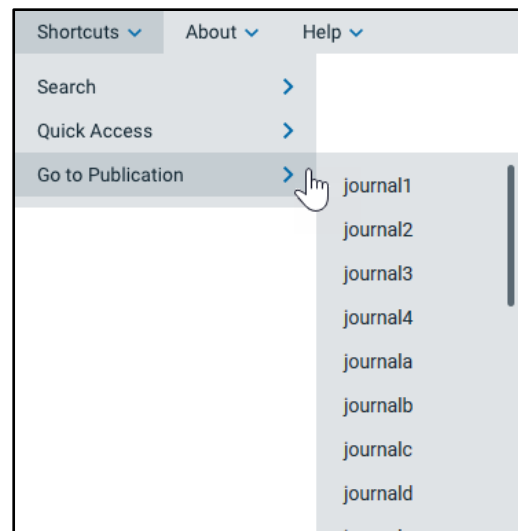 Shortcuts About Help
Search
Quick Access
Go to Publication
journal1
journal2
journal3
journal4
journala
journalb
journalc
journald